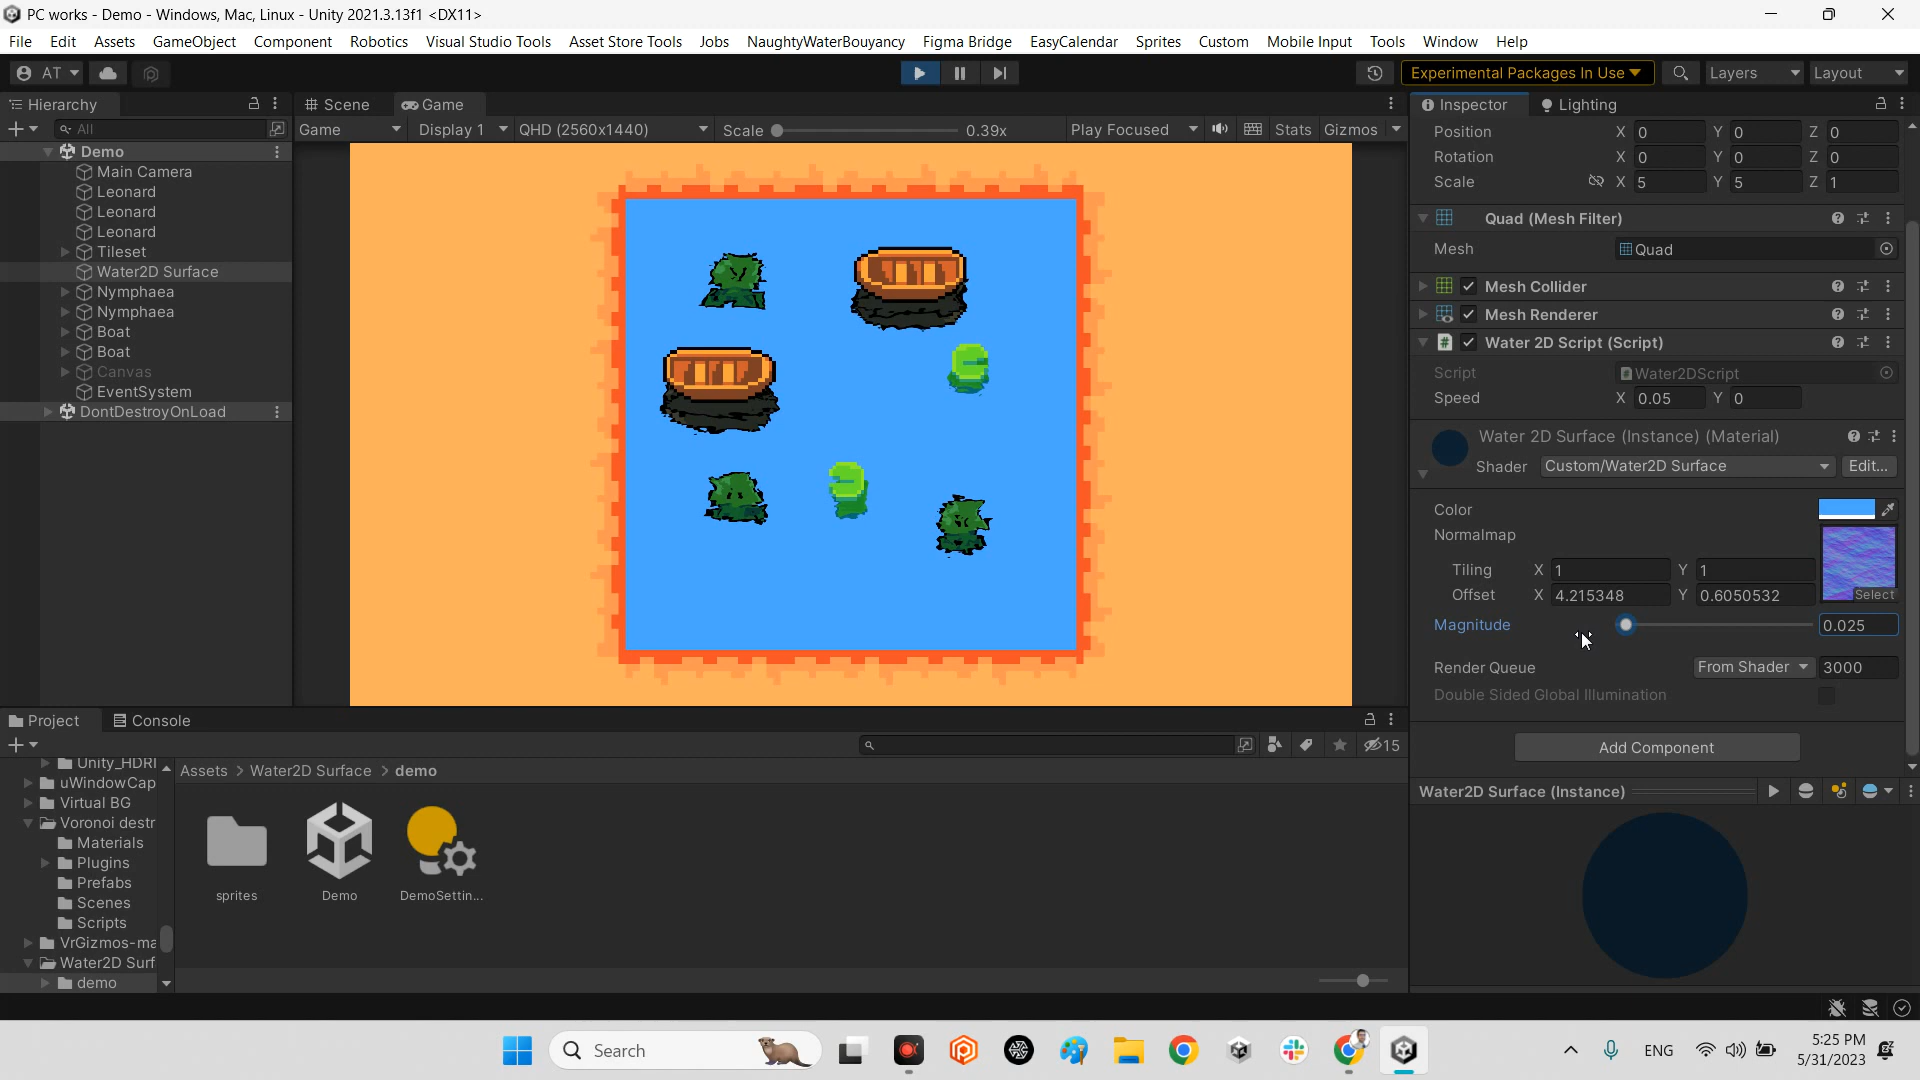 PC works - Demo - Windows, Mac, Linux - Unity 2021.3.13f1 <DX11>
File Edit Assets GameObject Component Robotics Visual Studio Tools Asset Store Tools Jobs NaughtyWaterBouyancy Figma Bridge EasyCalendar Sprites Custom Mobile Input Tools Window Help
AT Experimental Packages In Use Layers Layout
Hierarchy Scene Game Inspector Lighting
All Game Display 1 QHD (2560x1440) Scale 0.39x Play Focused Stats Gizmos
Position X 0 Y 0 Z 0
Rotation X 0 Y 0 Z 0
Scale X 5 Y 5 Z 1
Demo
Main Camera
Leonard
Leonard
Leonard
Tileset
Water2D Surface
Nymphaea
Nymphaea
Boat
Boat
Canvas
EventSystem
DontDestroyOnLoad
Quad (Mesh Filter)
Mesh Quad
Mesh Collider
Mesh Renderer
Water 2D Script (Script)
Script Water2DScript
Speed X 0.05 Y 0
Water 2D Surface (Instance) (Material)
Shader Custom/Water2D Surface Edit...
Color
Normalmap
Tiling X 1 Y 1
Offset X 4.215348 Y 0.6050532
Select
Magnitude 0.025
Render Queue From Shader 3000
Double Sided Global Illumination
Add Component
Water2D Surface (Instance)
Project Console
15
Unity_HDRI
uWindowCap
Virtual BG
Voronoi destr
Materials
Plugins
Prefabs
Scenes
Scripts
VrGizmos-ma
Water2D Surf
demo
Assets > Water2D Surface > demo
sprites Demo DemoSettin...
Search
ENG
5:25 PM
5/31/2023